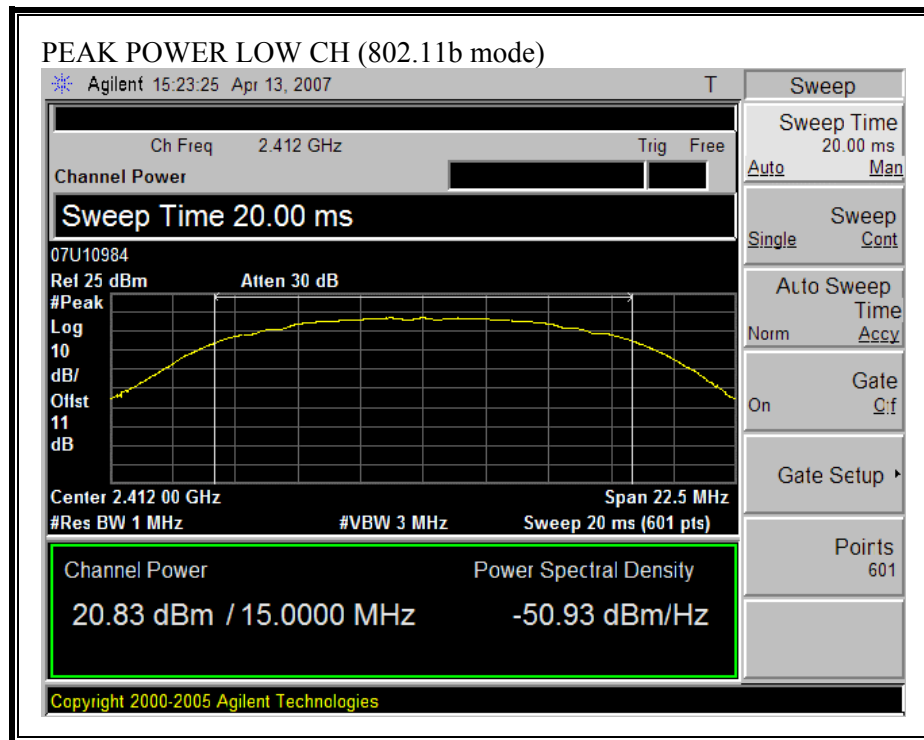 PEAK POWER LOW CH (802.11b mode)
Agilent 15:23:25 Apr 13, 2007 T
Ch Freq 2.412 GHz Trig Free
Channel Power
Sweep Time 20.00 ms
07U10984
Ref 25 dBm Atten 30 dB
#Peak
Log
10
dB/
Offst
11
dB
Center 2.412 00 GHz Span 22.5 MHz
#Res BW 1 MHz #VBW 3 MHz Sweep 20 ms (601 pts)
Channel Power Power Spectral Density
20.83 dBm / 15.0000 MHz -50.93 dBm/Hz
Copyright 2000-2005 Agilent Technologies
Sweep
Sweep Time
20.00 ms
Auto Man
Sweep
Single Cont
Auto Sweep
Time
Norm Accy
Gate
On Off
Gate Setup
Points
601